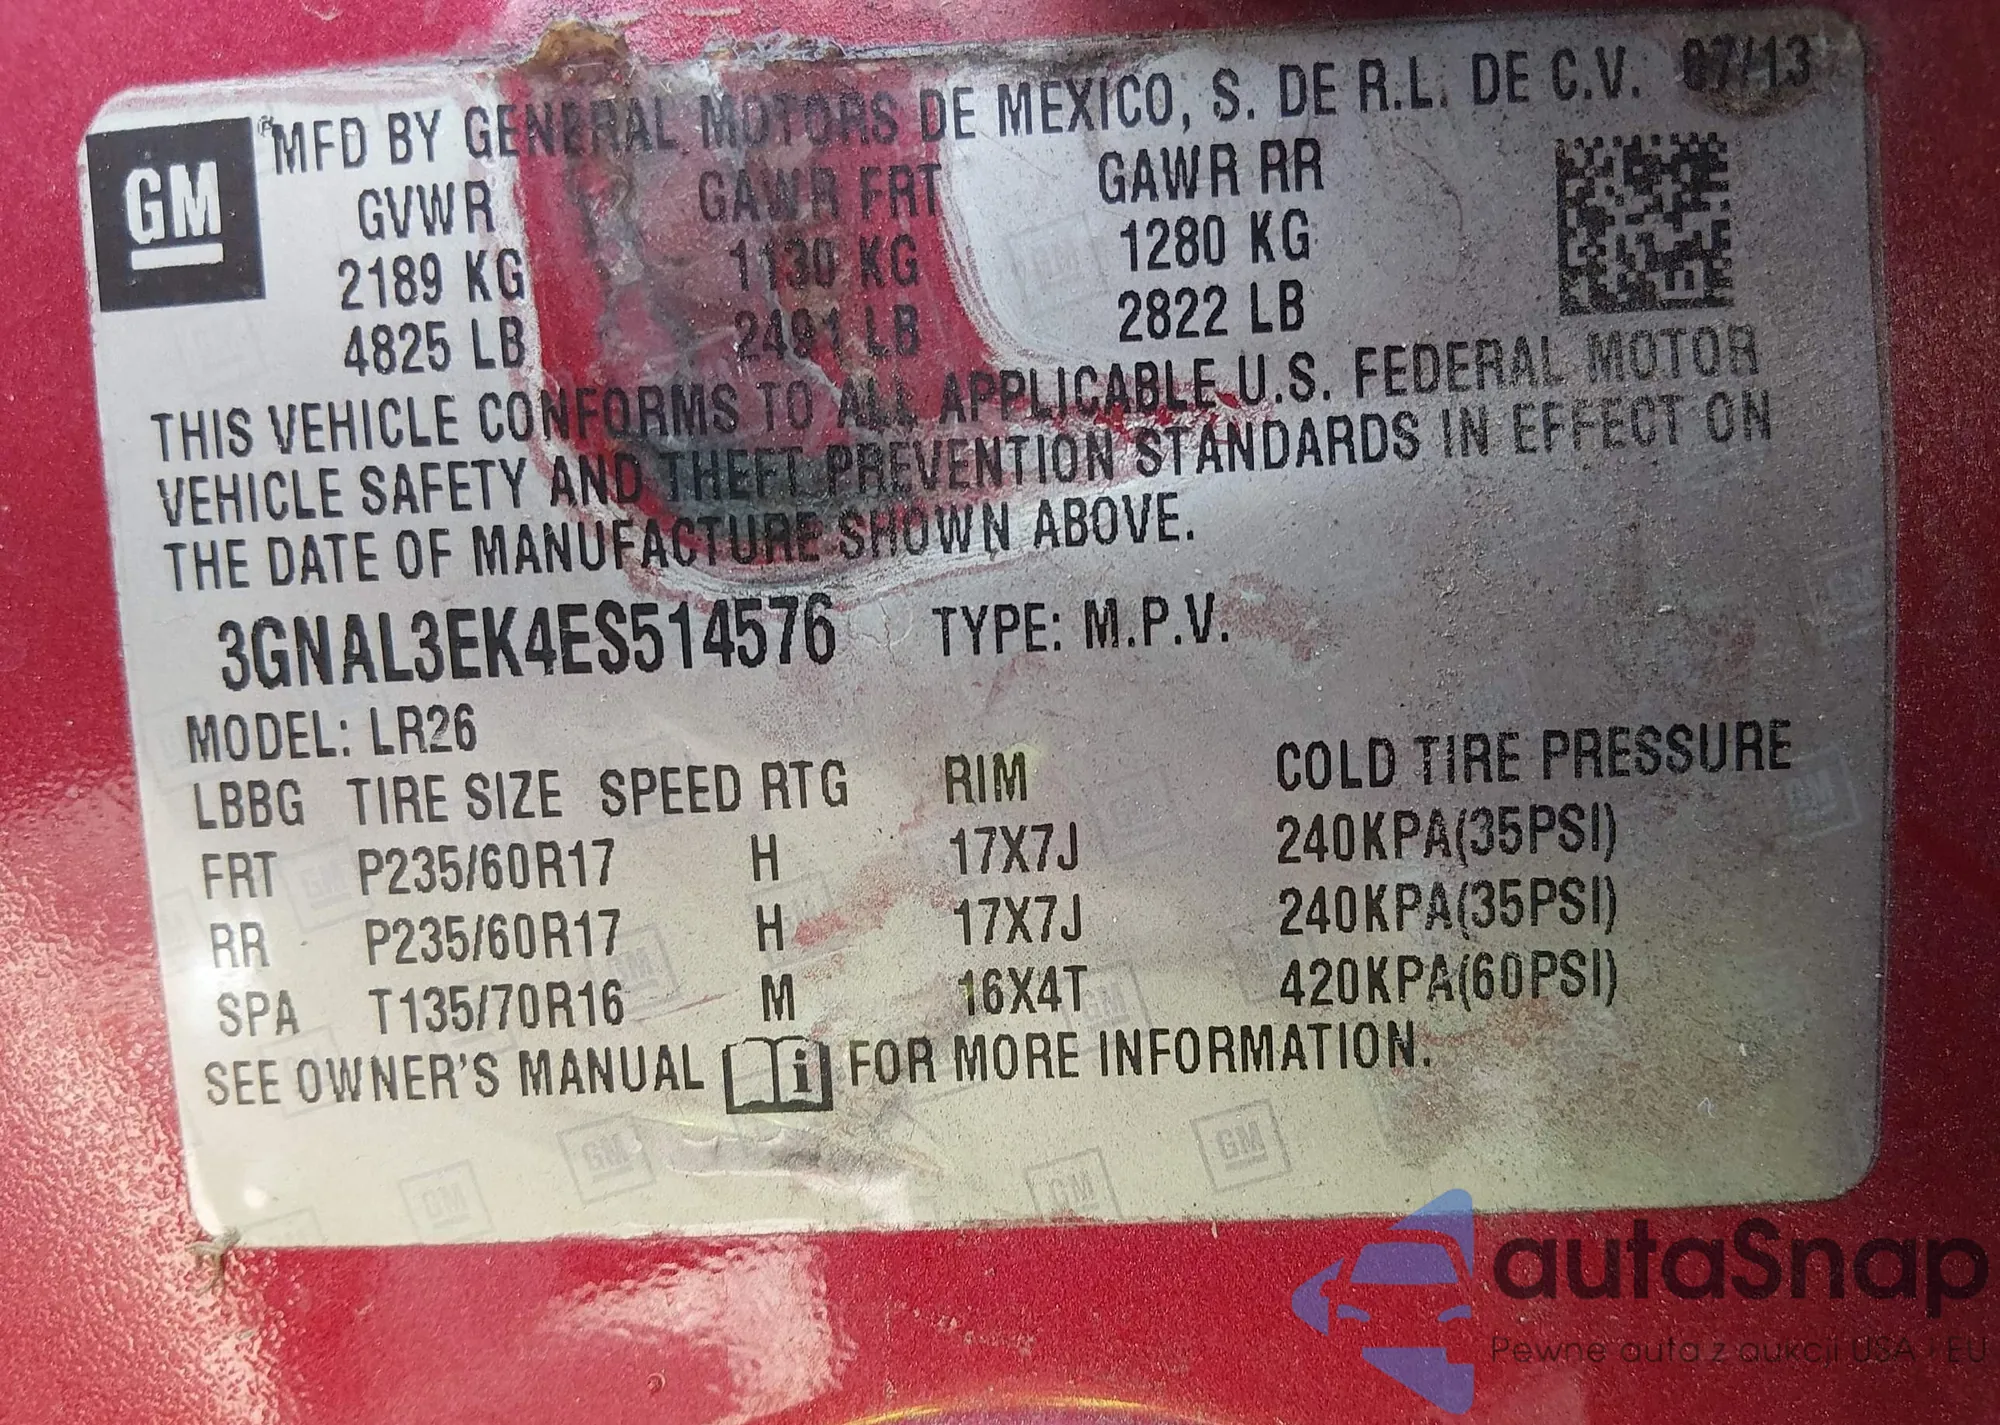 GM
MFD BY GENERAL MOTORS DE MEXICO, S. DE R.L. DE C.V. 07/13
GVWR GAWR FRT GAWR RR
2189 KG 1130 KG 1280 KG
4825 LB 2491 LB 2822 LB
THIS VEHICLE CONFORMS TO ALL APPLICABLE U.S. FEDERAL MOTOR
VEHICLE SAFETY AND THEFT PREVENTION STANDARDS IN EFFECT ON
THE DATE OF MANUFACTURE SHOWN ABOVE.
3GNAL3EK4ES514576 TYPE: M.P.V.
MODEL: LR26
LBBG TIRE SIZE SPEED RTG RIM COLD TIRE PRESSURE
FRT P235/60R17 H 17X7J 240KPA(35PSI)
RR P235/60R17 H 17X7J 240KPA(35PSI)
SPA T135/70R16 M 16X4T 420KPA(60PSI)
SEE OWNER'S MANUAL i FOR MORE INFORMATION.
autaSnap
Pewne auta z aukcji USA / EU